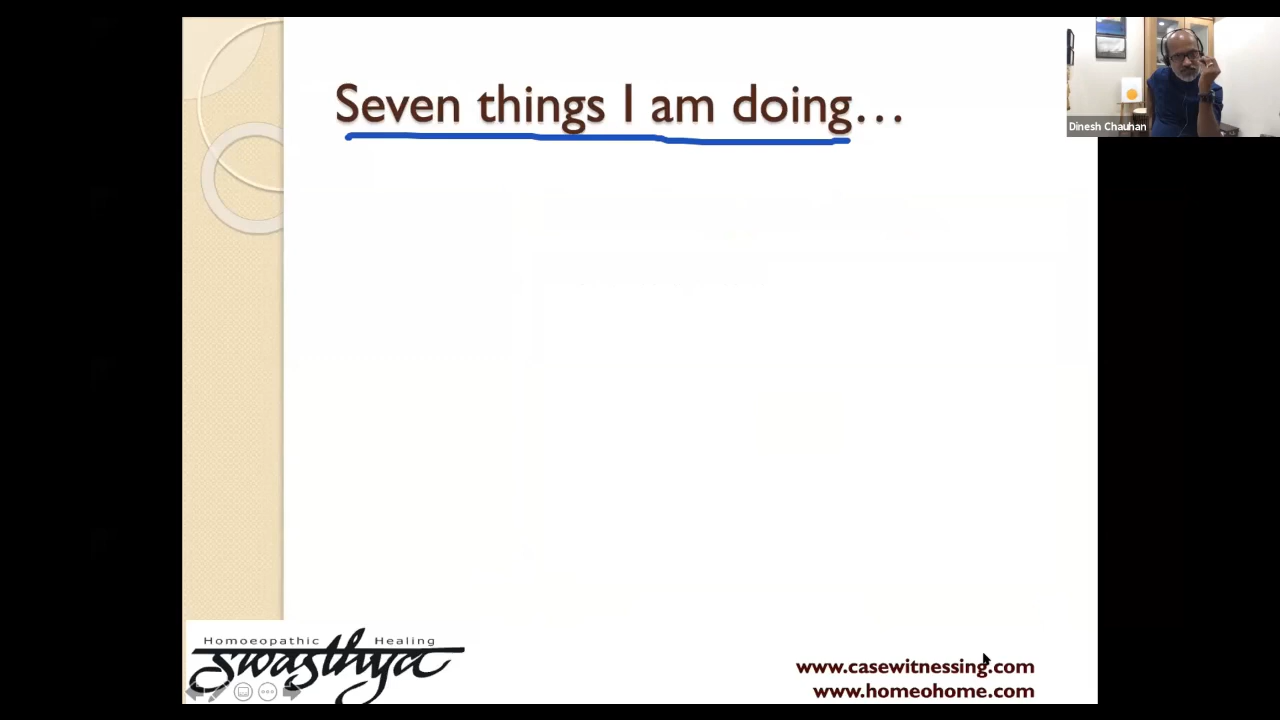 Seven things I am doing...
Dinesh Chauhan
Homoeopathic Healing
swasthya
www.casewitnessing.com
www.homeohome.com